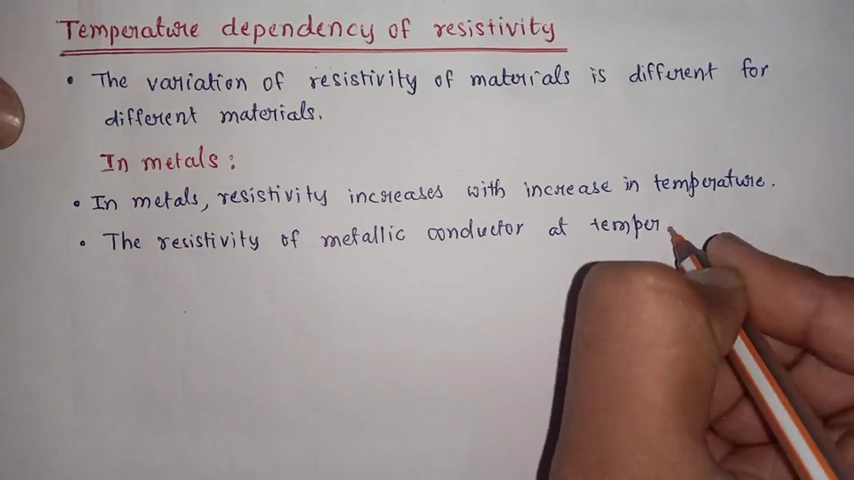 Temperature dependency of resistivity
• The variation of resistivity of materials is different for
different materials.
In metals:
• In metals, resistivity increases with increase in temperature.
• The resistivity of metallic conductor at temper